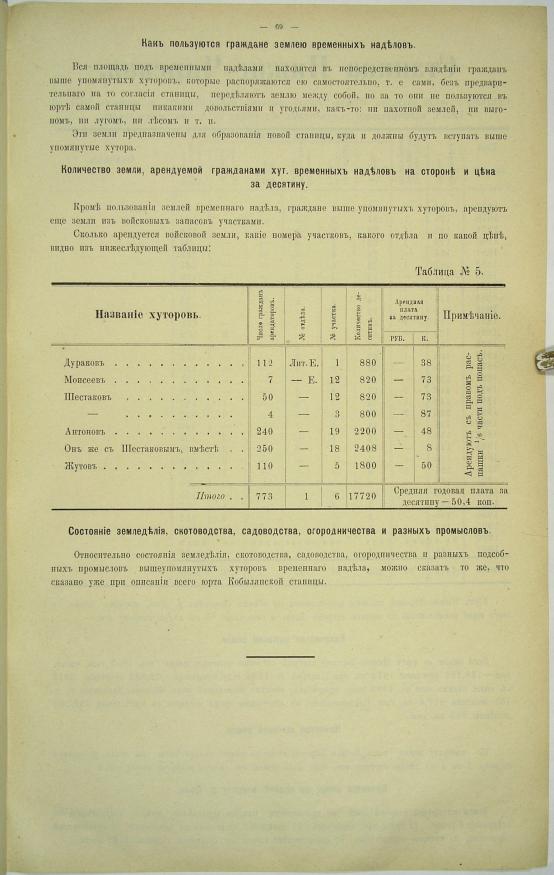 — 69 —
Какъ пользуются граждане землею временныхъ надѣловъ.
Вся площадь подъ временными надѣлами находится въ непосредственномъ владѣніи гражданъ
выше упомянутыхъ хуторовъ, которые распоряжаются ею самостоятельно, т. е. сами, безъ предвари-
тельнаго на то согласія станицы, передѣляютъ землю между собой, но за то они не пользуются въ
юртѣ самой станицы никакими довольствіями и угодьями, какъ-то: ни пахотной землей, ни выго-
номъ, ни лугомъ, ни лѣсомъ и т. п.
Эти земли предназначены для образованія новой станицы, куда и должны будутъ вступать выше
упомянутые хутора.
Количество земли, арендуемой гражданами хут. временныхъ надѣловъ на сторонѣ и цѣна
за десятину.
Кромѣ пользованія землей временнаго надѣла, граждане выше упомянутыхъ хуторовъ, арендуютъ
еще земли изъ войсковыхъ запасовъ участками.
Сколько арендуется войсковой земли, какіе номера участковъ, какого отдѣла и по какой цѣнѣ,
видно изъ нижеслѣдующей таблицы:
Таблица № 5.
Названіе хуторовъ. Число гражданъ арендаторовъ. № отдѣла. № участка. Количество де-сятинъ. Арендная плата за десятину. РУБ. К. Примѣчаніе.
Дураковъ . . . . . . . . . . . . 112 Лит. Е. 1 880 — 38
Моисеевъ . . . . . . . . . . . . 7 — Е. 12 820 — 73
Шестаковъ . . . . . . . . . . . 50 — 12 820 — 73
— . . . . . . . . . . . 4 — 3 800 — 87
Антоновъ . . . . . . . . . . . . 240 — 19 2200 — 48
Онъ же съ Шестаковымъ, вмѣстѣ . . 250 — 18 2408 — 8
Жутовъ . . . . . . . . . . . . . 110 — 5 1800 — 50
Арендуютъ съ правомъ рас-
пашки части подъ попасъ.
Итого . . 773 1 6 17720 Средняя годовая плата за
десятину — 50,4 коп.
Состояніе земледѣлія, скотоводства, садоводства, огородничества и разныхъ промысловъ.
Относительно состоянія земледѣлія, скотоводства, садоводства, огородничества и разныхъ подсоб-
ныхъ промысловъ вышеупомянутыхъ хуторовъ временнаго надѣла, можно сказать то же, что
сказано уже при описаніи всего юрта Кобылянской станицы.